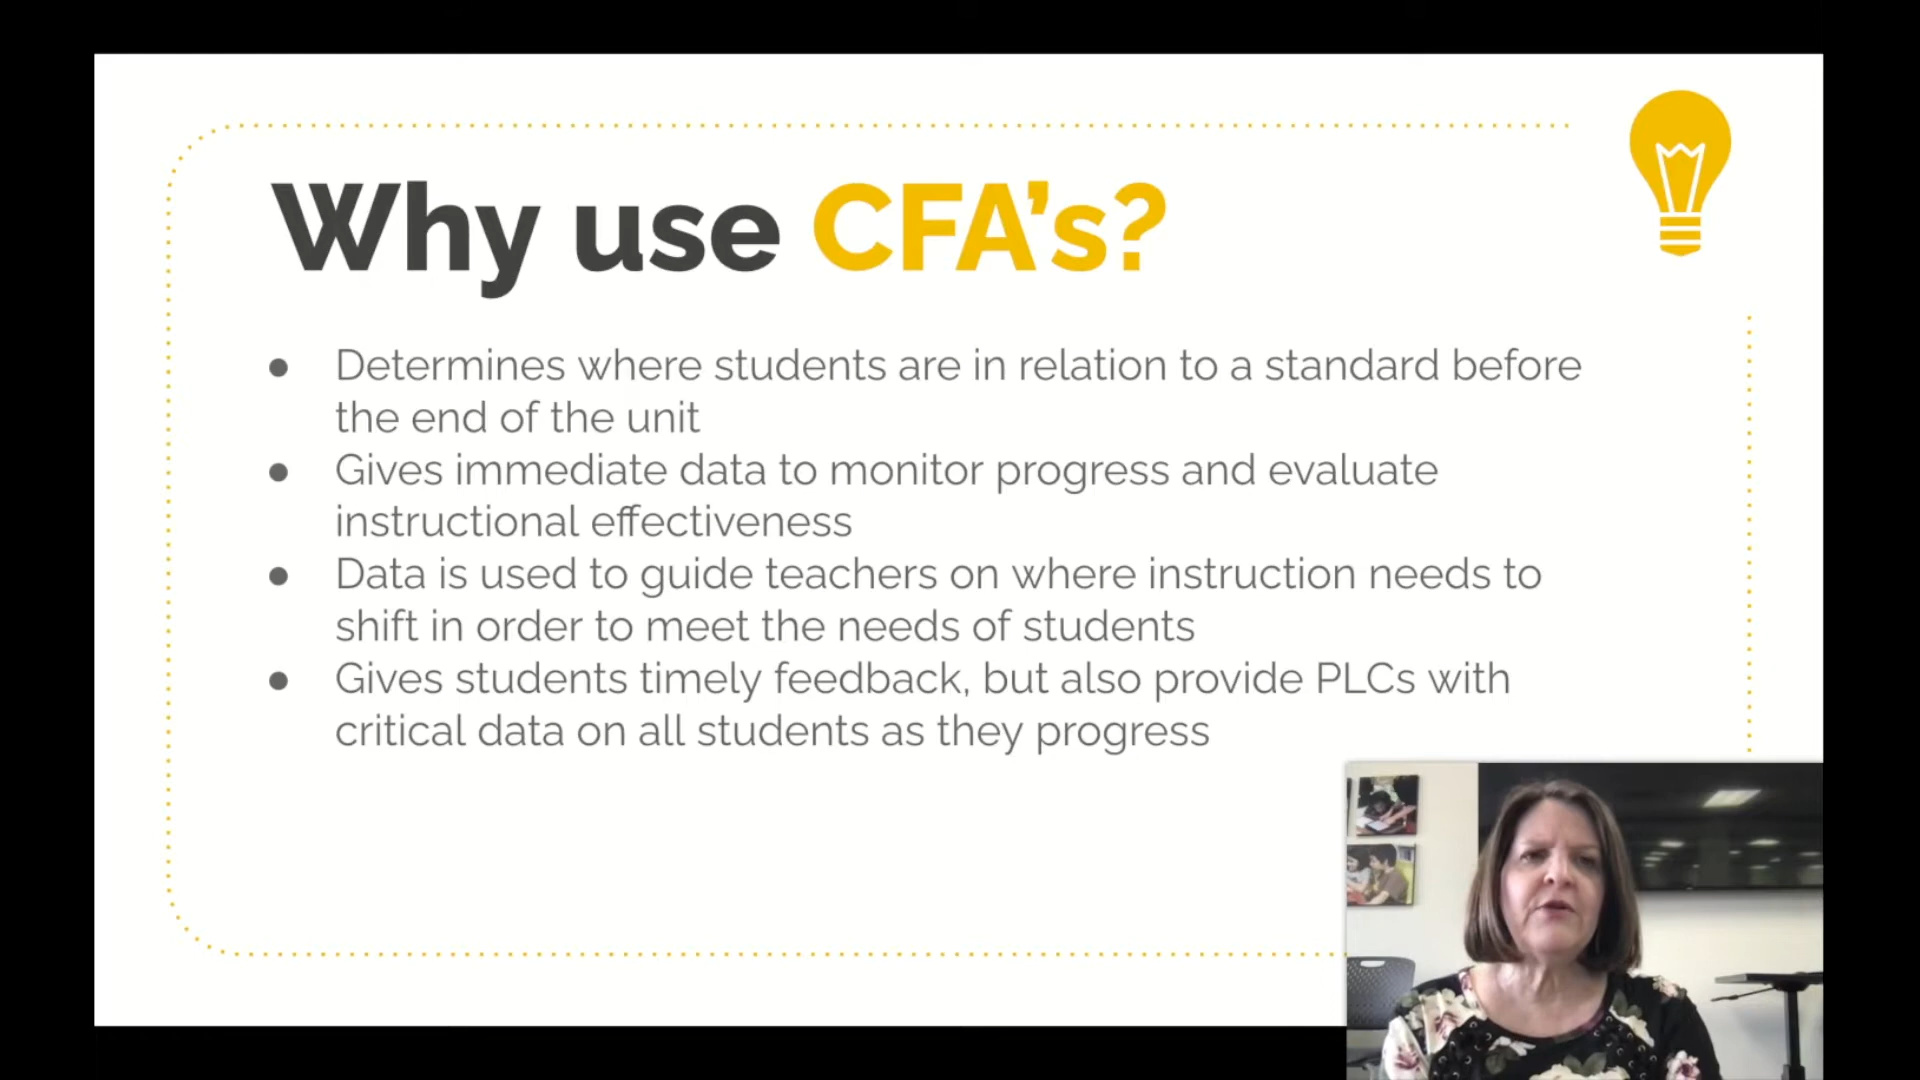 Why use CFA’s?
● Determines where students are in relation to a standard before
the end of the unit
● Gives immediate data to monitor progress and evaluate
instructional effectiveness
● Data is used to guide teachers on where instruction needs to
shift in order to meet the needs of students
● Gives students timely feedback, but also provide PLCs with
critical data on all students as they progress